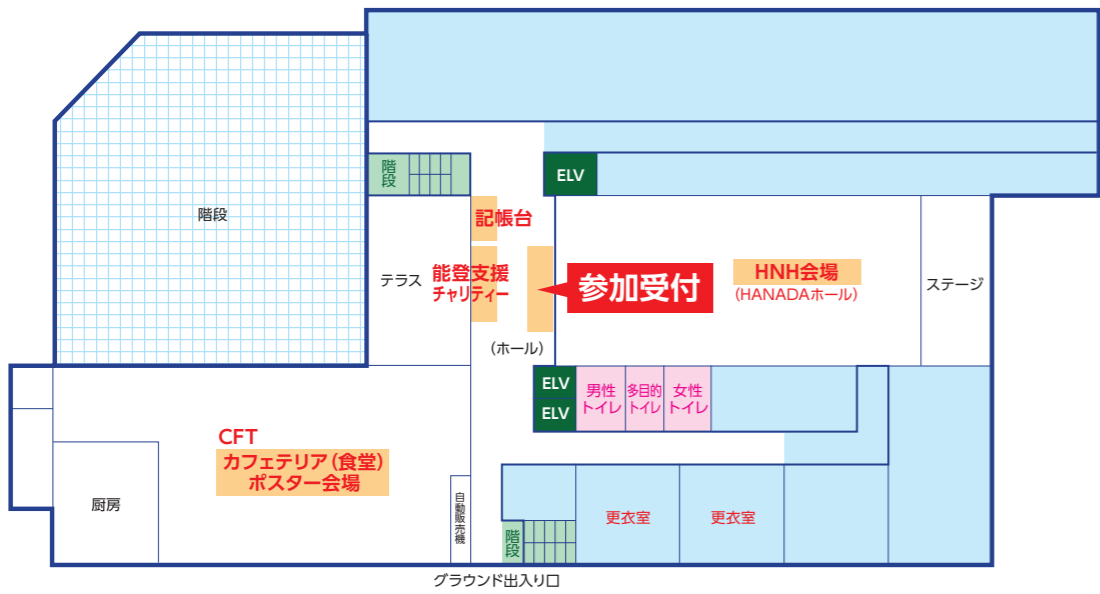 階段
ELV
階段
記帳台
テラス
能登支援
チャリティー
参加受付
HNH会場
(HANADAホール)
ステージ
(ホール)
ELV
ELV
男性
トイレ
多目的
トイレ
女性
トイレ
CFT
カフェテリア(食堂)
ポスター会場
厨房
自動販売機
階段
更衣室
更衣室
グラウンド出入り口